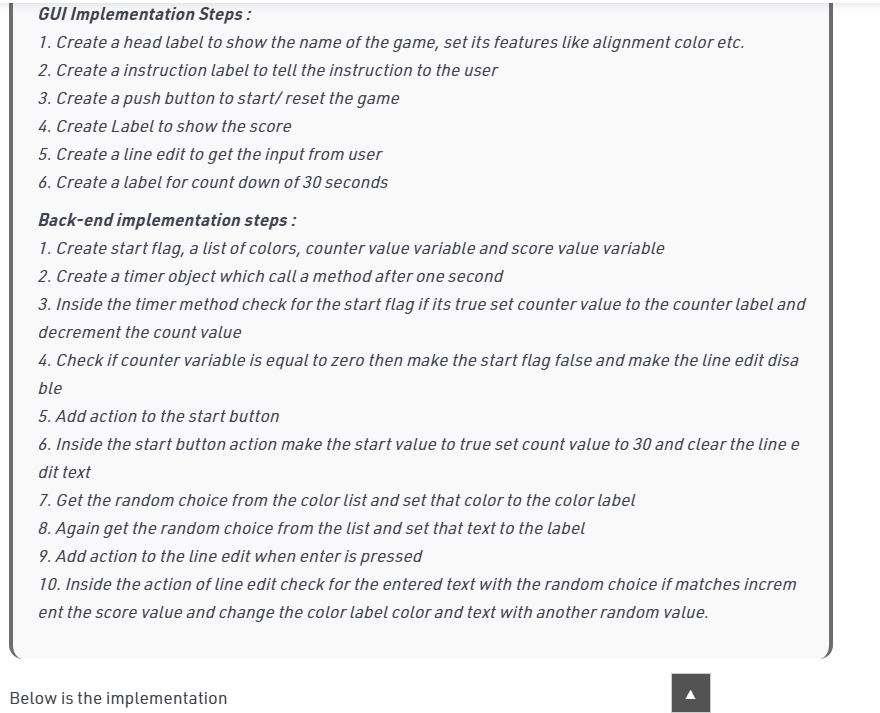 GUI Implementation Steps :
1. Create a head label to show the name of the game, set its features like alignment color etc.
2. Create a instruction label to tell the instruction to the user
3. Create a push button to start/ reset the game
4. Create Label to show the score
5. Create a line edit to get the input from user
6. Create a label for count down of 30 seconds
Back-end implementation steps :
1. Create start flag, a list of colors, counter value variable and score value variable
2. Create a timer object which call a method after one second
3. Inside the timer method check for the start flag if its true set counter value to the counter label and
decrement the count value
4. Check if counter variable is equal to zero then make the start flag false and make the line edit disa
ble
5. Add action to the start button
6. Inside the start button action make the start value to true set count value to 30 and clear the line e
dit text
7. Get the random choice from the color list and set that color to the color label
8. Again get the random choice from the list and set that text to the label
9. Add action to the line edit when enter is pressed
10. Inside the action of line edit check for the entered text with the random choice if matches increm
ent the score value and change the color label color and text with another random value.
Below is the implementation